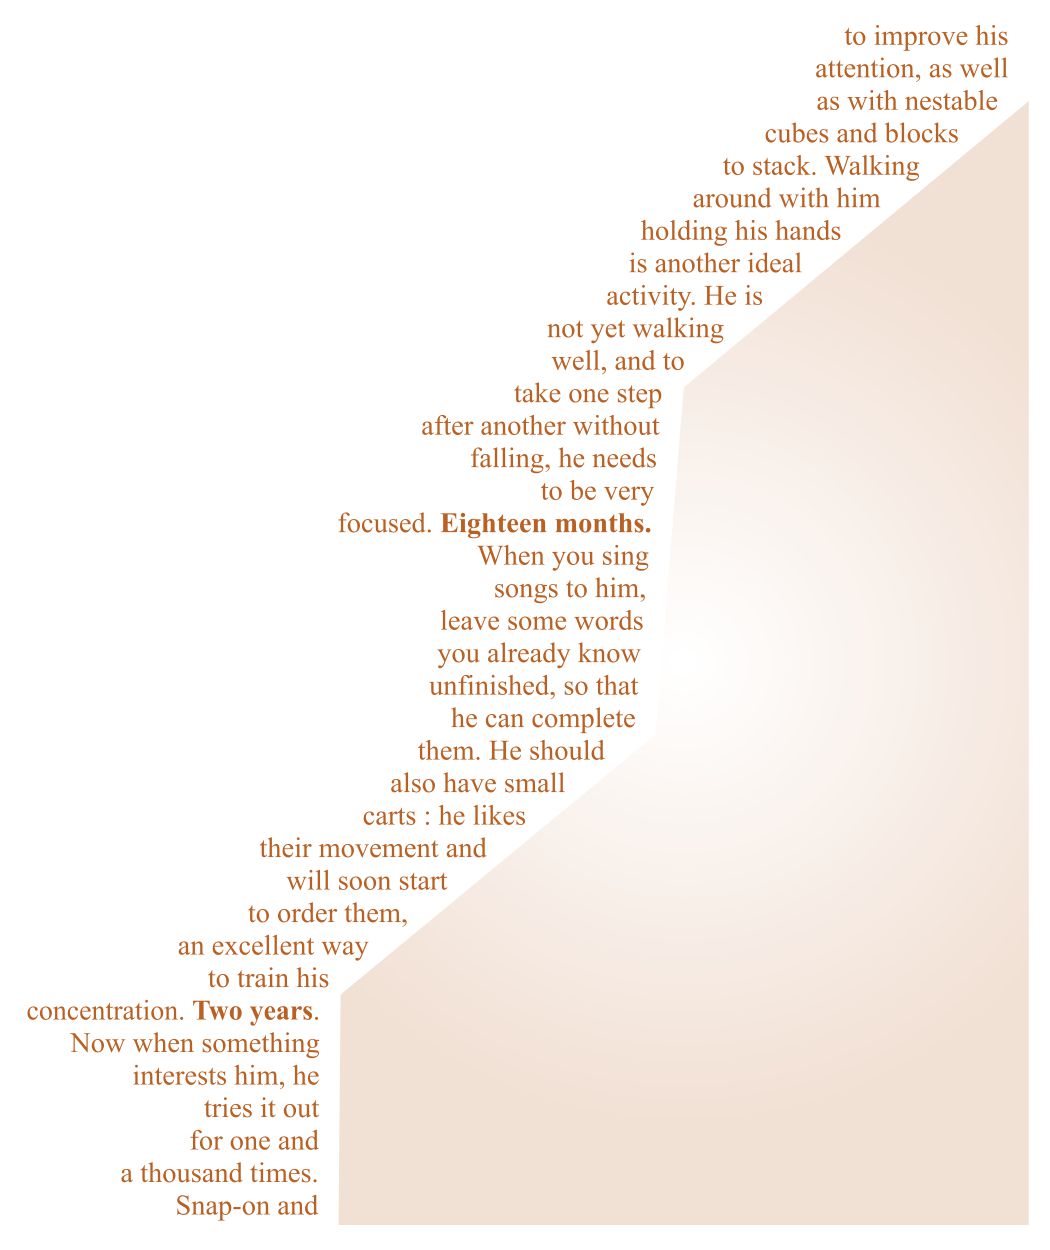 to improve his
attention, as well
as with nestable
cubes and blocks
to stack. Walking
around with him
holding his hands
is another ideal
activity. He is
not yet walking
well, and to
take one step
after another without
falling, he needs
to be very
focused. Eighteen months.
When you sing
songs to him,
leave some words
you already know
unfinished, so that
he can complete
them. He should
also have small
carts : he likes
their movement and
will soon start
to order them,
an excellent way
to train his
concentration. Two years.
Now when something
interests him, he
tries it out
for one and
a thousand times.
Snap-on and